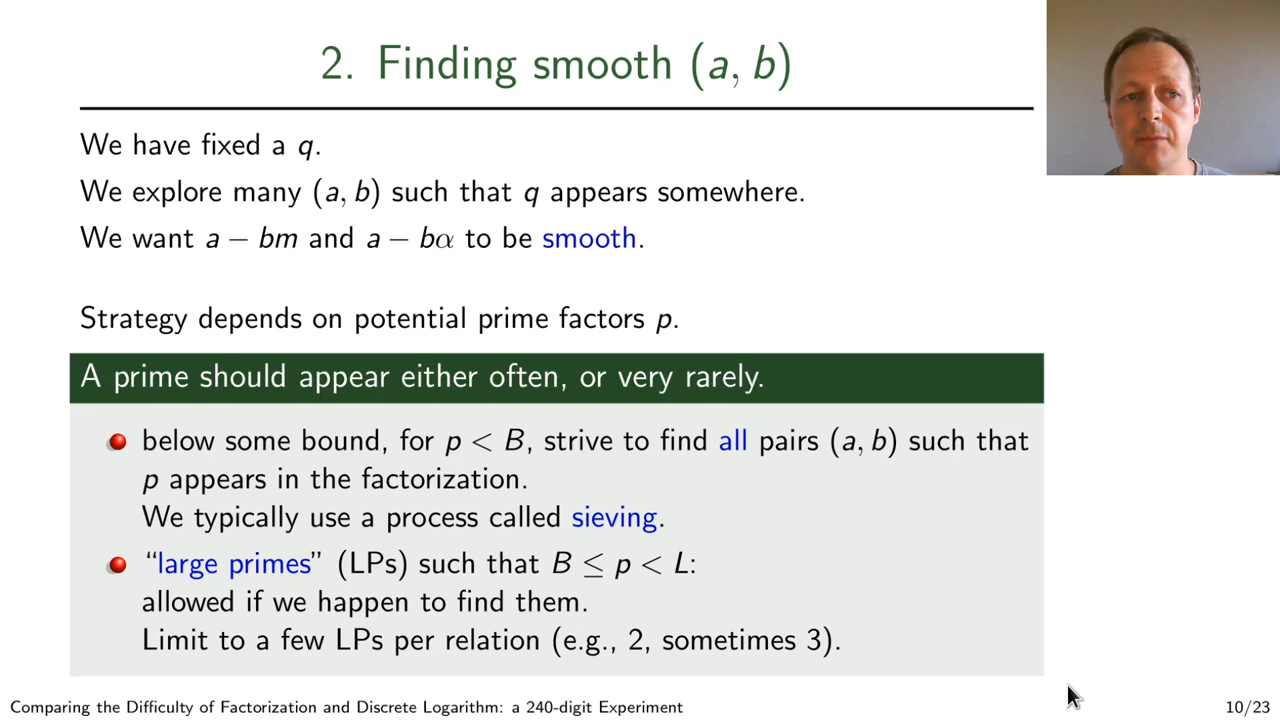 2. Finding smooth (a, b)
We have fixed a q.
We explore many (a, b) such that q appears somewhere.
We want a − bm and a − bα to be smooth.
Strategy depends on potential prime factors p.
A prime should appear either often, or very rarely.
below some bound, for p < B, strive to find all pairs (a, b) such that
p appears in the factorization.
We typically use a process called sieving.
“large primes” (LPs) such that B ≤ p < L:
allowed if we happen to find them.
Limit to a few LPs per relation (e.g., 2, sometimes 3).
Comparing the Difficulty of Factorization and Discrete Logarithm: a 240-digit Experiment
10/23